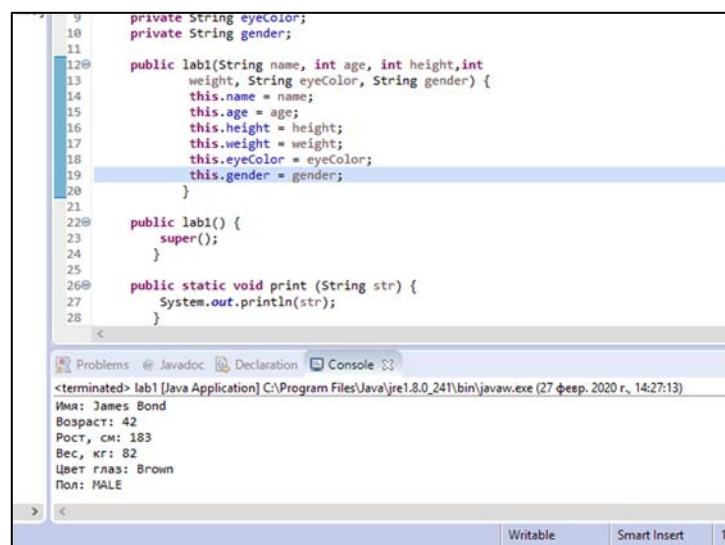 9 private String eyeColor;
10 private String gender;
11
12 public lab1(String name, int age, int height,int
13 weight, String eyeColor, String gender) {
14 this.name = name;
15 this.age = age;
16 this.height = height;
17 this.weight = weight;
18 this.eyeColor = eyeColor;
19 this.gender = gender;
20 }
21
22 public lab1() {
23 super();
24 }
25
26 public static void print (String str) {
27 System.out.println(str);
28 }
Problems @ Javadoc Declaration Console
<terminated> lab1 [Java Application] C:\Program Files\Java\jre1.8.0_241\bin\javaw.exe (27 февр. 2020 г., 14:27:13)
Имя: James Bond
Возраст: 42
Рост, см: 183
Вес, кг: 82
Цвет глаз: Brown
Пол: MALE
Writable Smart Insert